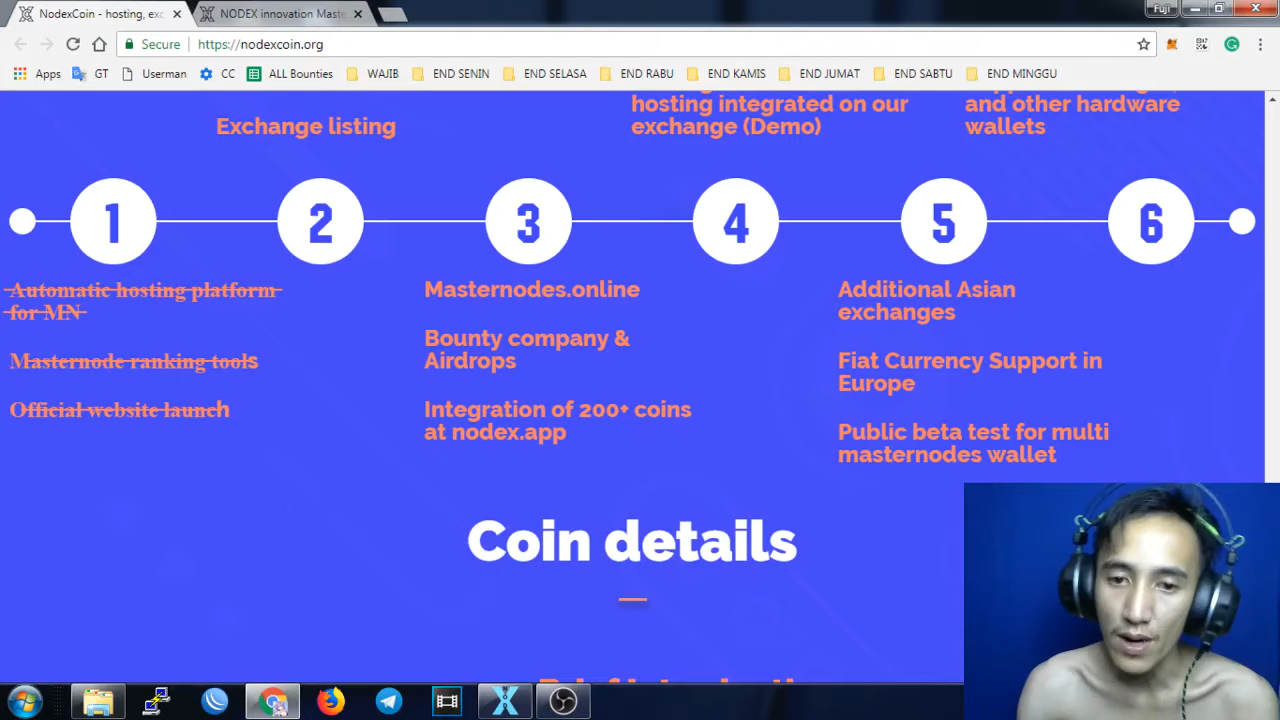 NodexCoin - hosting, exc
NODEX innovation Maste
Fuji
Secure
https://nodexcoin.org
Apps
GT
Userman
CC
ALL Bounties
WAJIB
END SENIN
END SELASA
END RABU
END KAMIS
END JUMAT
END SABTU
END MINGGU
Exchange listing
hosting integrated on our
exchange (Demo)
and other hardware
wallets
1
2
3
4
5
6
Automatic hosting platform
for MN
Masternode ranking tools
Official website launch
Masternodes.online
Bounty company &
Airdrops
Integration of 200+ coins
at nodex.app
Additional Asian
exchanges
Fiat Currency Support in
Europe
Public beta test for multi
masternodes wallet
Coin details